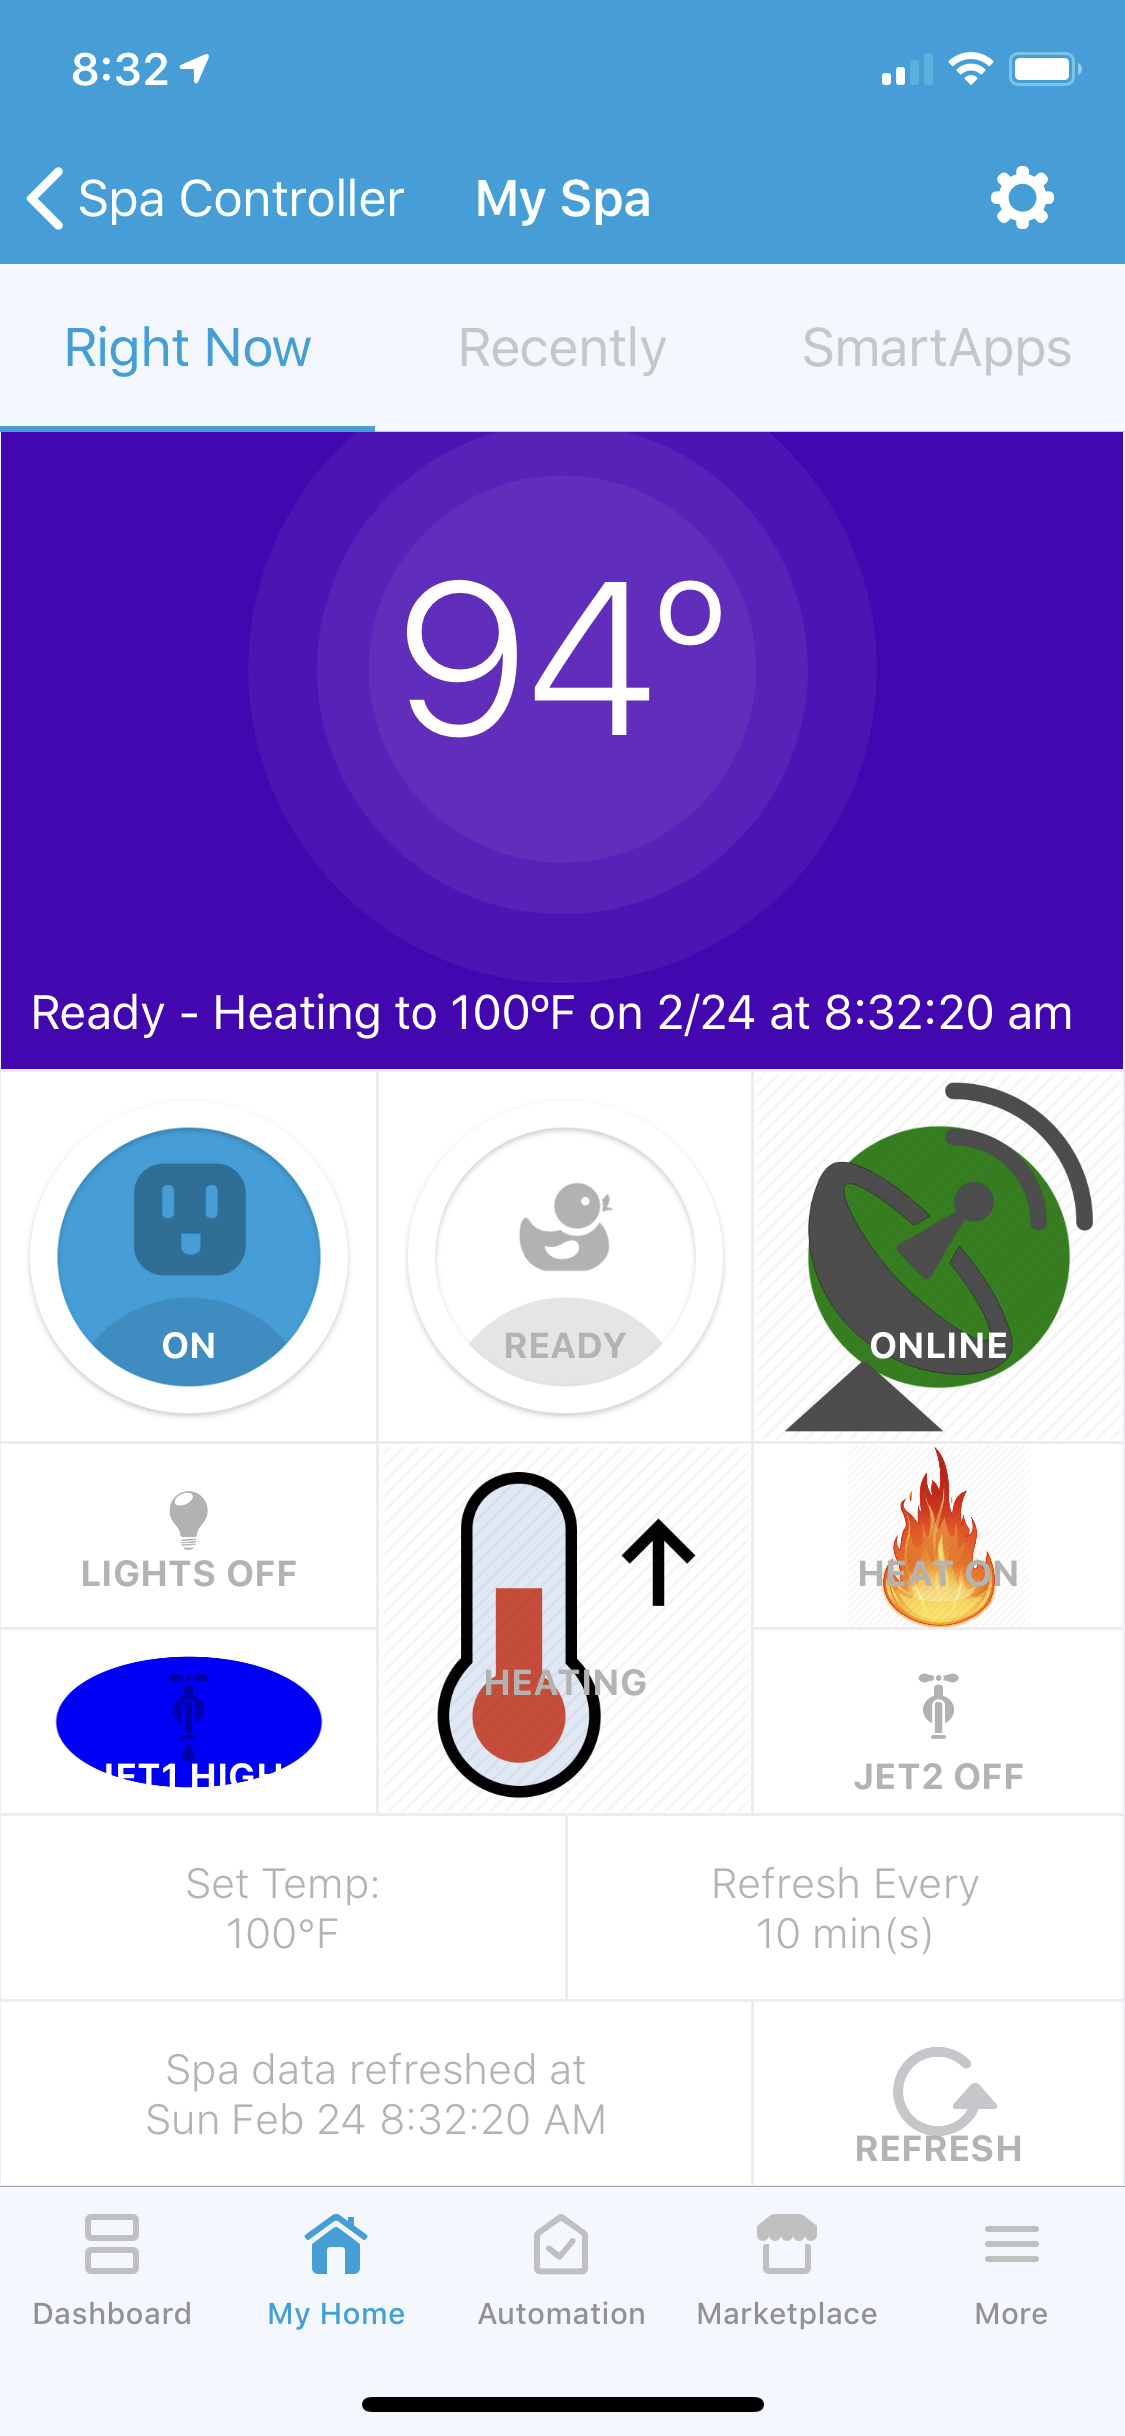 8:32
Spa Controller My Spa
Right Now Recently SmartApps
94°
Ready - Heating to 100ºF on 2/24 at 8:32:20 am
ON READY ONLINE
LIGHTS OFF HEAT ON
HEATING
JET1 HIGH JET2 OFF
Set Temp:
100°F
Refresh Every
10 min(s)
Spa data refreshed at
Sun Feb 24 8:32:20 AM
REFRESH
Dashboard My Home Automation Marketplace More